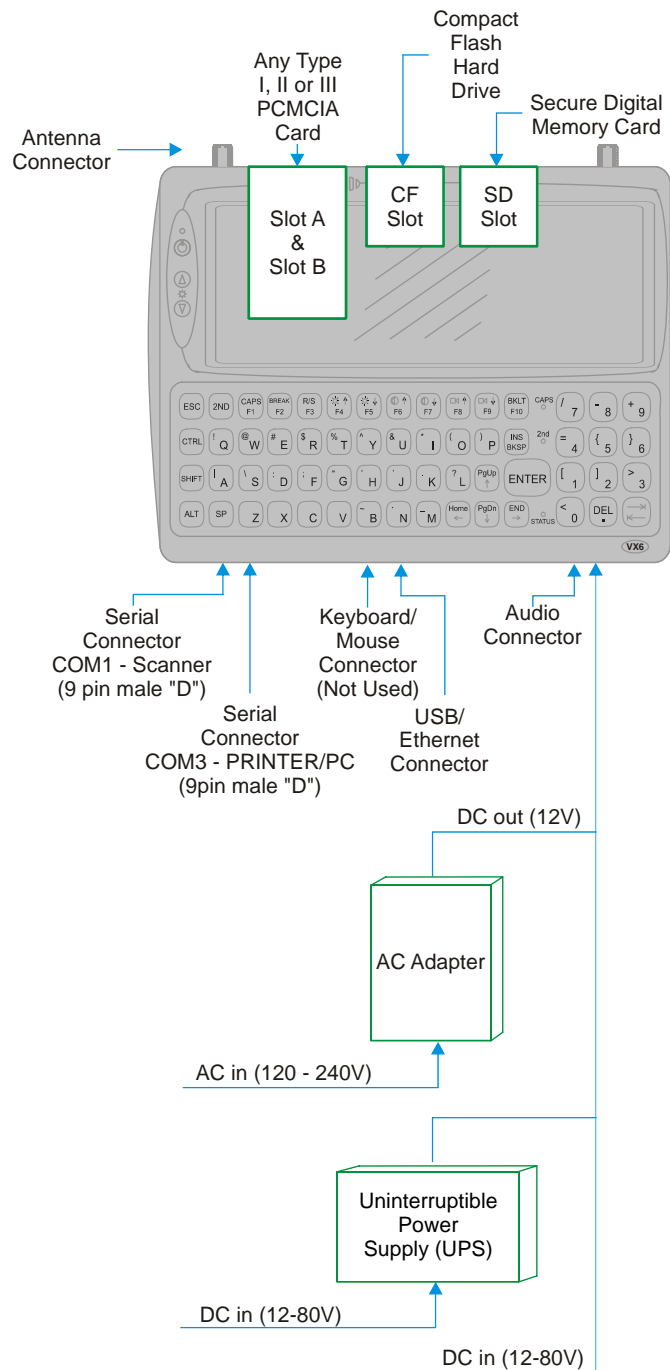 Compact
Flash
Hard
Drive
Any Type
I, II or III
PCMCIA
Card
Secure Digital
Memory Card
Antenna
Connector
Slot A
&
Slot B
CF
Slot
SD
Slot
ESC 2ND CAPS F1 BREAK F2 R/S F3 F4 F5 F6 F7 F8 F9 BKLT F10 CAPS / 7 - 8 + 9
CTRL ! Q @ W # E $ R % T ^ Y & U * I ( O ) P INS BKSP 2nd = 4 { 5 } 6
SHIFT | A \ S : D ; F " G ' H ' J . K ? L PgUp ↑ ENTER [ 1 ] 2 > 3
ALT SP Z X C V ~ B ` N _ M Home ← PgDn ↓ END → STATUS < 0 DEL .
VX6
Serial
Connector
COM1 - Scanner
(9 pin male "D")
Serial
Connector
COM3 - PRINTER/PC
(9pin male "D")
Keyboard/
Mouse
Connector
(Not Used)
USB/
Ethernet
Connector
Audio
Connector
DC out (12V)
AC Adapter
AC in (120 - 240V)
Uninterruptible
Power
Supply (UPS)
DC in (12-80V)
DC in (12-80V)